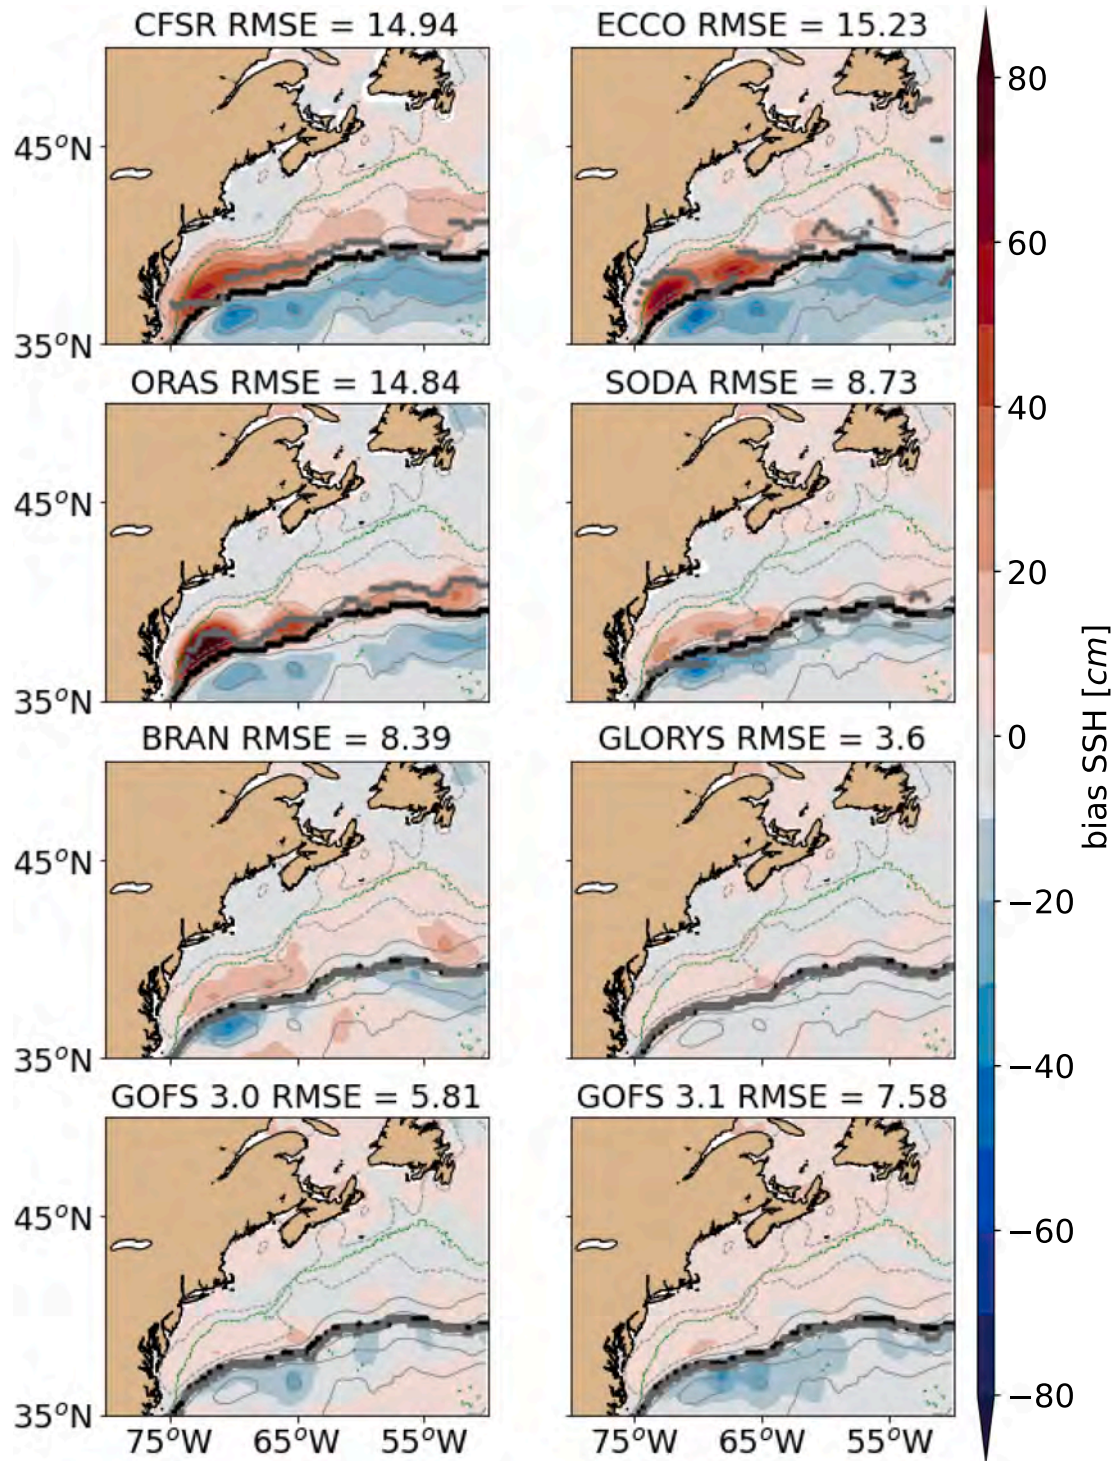 CFSR RMSE = 14.94
ECCO RMSE = 15.23
45°N
35°N
ORAS RMSE = 14.84
SODA RMSE = 8.73
45°N
35°N
BRAN RMSE = 8.39
GLORYS RMSE = 3.6
45°N
35°N
GOFS 3.0 RMSE = 5.81
GOFS 3.1 RMSE = 7.58
45°N
35°N
75°W 65°W 55°W
75°W 65°W 55°W
80
60
40
20
0
−20
−40
−60
−80
bias SSH [cm]